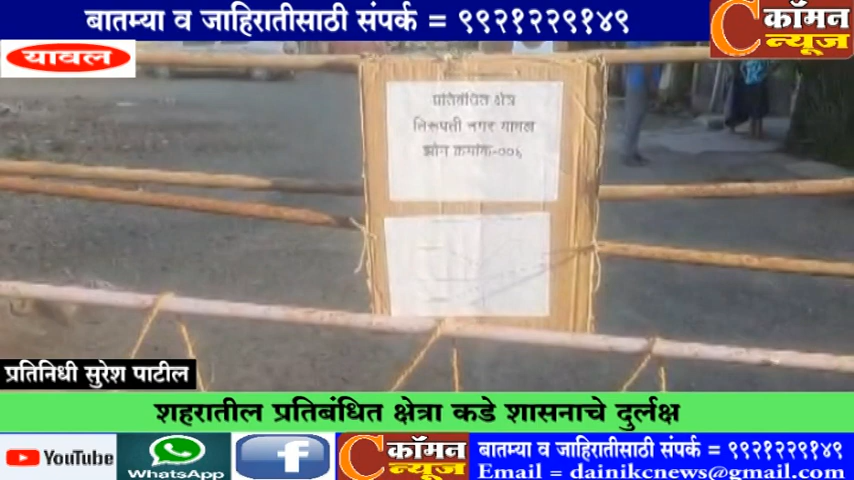 बातम्या व जाहिरातीसाठी संपर्क = ९९२१२२९१४९
कॉमन
न्यूज
यावल
प्रतिबंधित क्षेत्र
तिरूपती नगर यावल
झोन क्रमांक-००६
प्रतिनिधी सुरेश पाटील
शहरातील प्रतिबंधित क्षेत्रा कडे शासनाचे दुर्लक्ष
YouTube
WhatsApp
f
कॉमन
न्यूज
बातम्या व जाहिरातीसाठी संपर्क = ९९२१२२९१४९
Email = dainikcnews@gmail.com